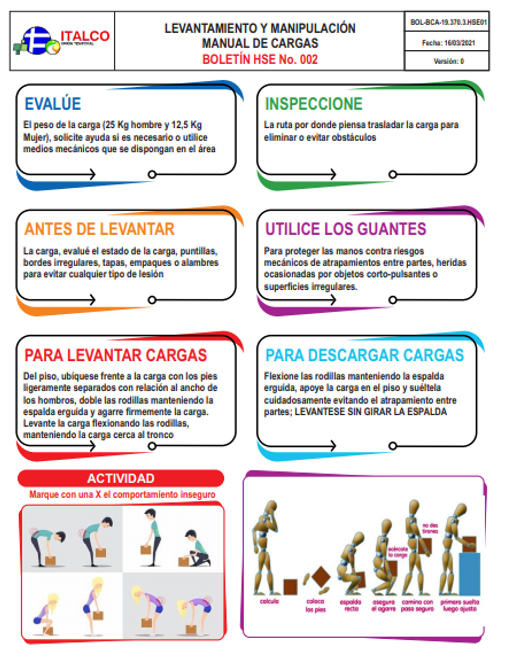 ITALCO
LEVANTAMIENTO Y MANIPULACIÓN
MANUAL DE CARGAS
BOLETÍN HSE No. 002
BOL-BCA-19.370.3.HSE01
Fecha: 16/03/2021
Versión: 0
EVALÚE
El peso de la carga (25 Kg hombre y 12,5 Kg
Mujer), solicite ayuda si es necesario o utilice
medios mecánicos que se dispongan en el área
INSPECCIONE
La ruta por donde piensa trasladar la carga para
eliminar o evitar obstáculos
ANTES DE LEVANTAR
La carga, evalué el estado de la carga, puntillas,
bordes irregulares, tapas, empaques o alambres
para evitar cualquier tipo de lesión
UTILICE LOS GUANTES
Para proteger las manos contra riesgos
mecánicos de atrapamientos entre partes, heridas
ocasionadas por objetos corto-pulsantes o
superficies irregulares.
PARA LEVANTAR CARGAS
Del piso, ubíquese frente a la carga con los pies
ligeramente separados con relación al ancho de
los hombros, doble las rodillas manteniendo la
espalda erguida y agarre firmemente la carga.
Levante la carga flexionando las rodillas,
manteniendo la carga cerca al tronco
PARA DESCARGAR CARGAS
Flexione las rodillas manteniendo la espalda
erguida, apoye la carga en el piso y suéltela
cuidadosamente evitando el atrapamiento entre
partes; LEVANTESE SIN GIRAR LA ESPALDA
ACTIVIDAD
Marque con una X el comportamiento inseguro
no des
tirones
acércate
la carga
calcula
coloca
los pies
espalda
recta
asegura
el agarre
camina con
paso seguro
primero suelta
luego ajusta